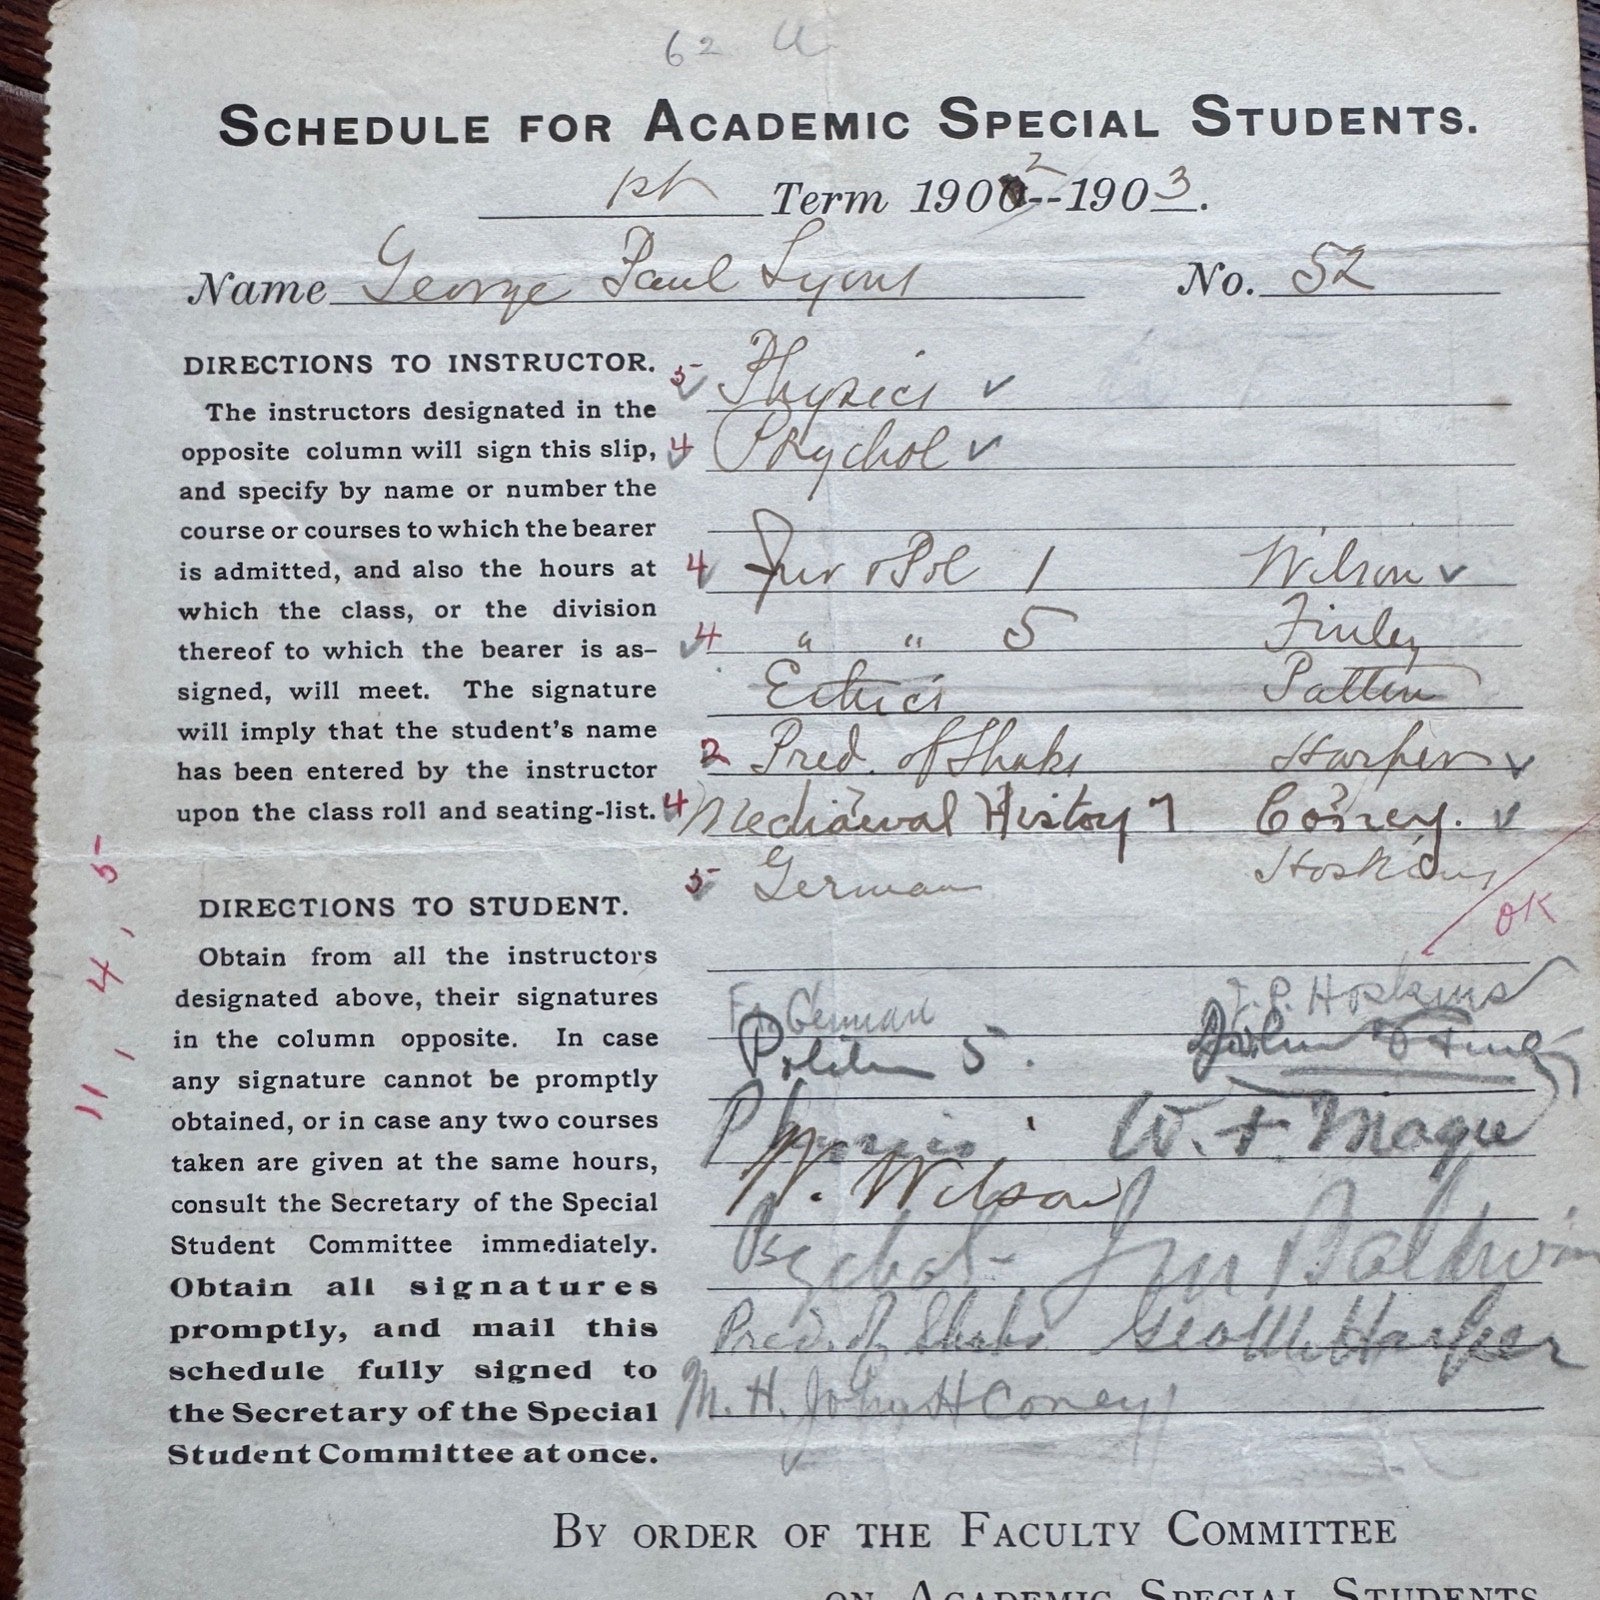 62 a
SCHEDULE FOR ACADEMIC SPECIAL STUDENTS.
1st Term 1902--1903.
Name George Paul Lyons No. 52
DIRECTIONS TO INSTRUCTOR.
The instructors designated in the
opposite column will sign this slip,
and specify by name or number the
course or courses to which the bearer
is admitted, and also the hours at
which the class, or the division
thereof to which the bearer is as-
signed, will meet. The signature
will imply that the student's name
has been entered by the instructor
upon the class roll and seating-list.
5 Physics ✓
4 Psychol ✓
4 Jur & Pol 1 Wilson ✓
4 " " 5 Finley
Ethics Patton
2 Pred. of Shaks Harper ✓
4 Mediaeval History 7 Coney. ✓
5 German Hoskins
OK
11, 4, 5
DIRECTIONS TO STUDENT.
Obtain from all the instructors
designated above, their signatures
in the column opposite. In case
any signature cannot be promptly
obtained, or in case any two courses
taken are given at the same hours,
consult the Secretary of the Special
Student Committee immediately.
Obtain all signatures
promptly, and mail this
schedule fully signed to
the Secretary of the Special
Student Committee at once.
German J. P. Hoskins
5. John
Physics W. F. Magie
W. Wilson
Psychol- Baldwin
Pred. of Shaks. Geo M Harper
M. H. John H Coney
BY ORDER OF THE FACULTY COMMITTEE
ON ACADEMIC SPECIAL STUDENTS